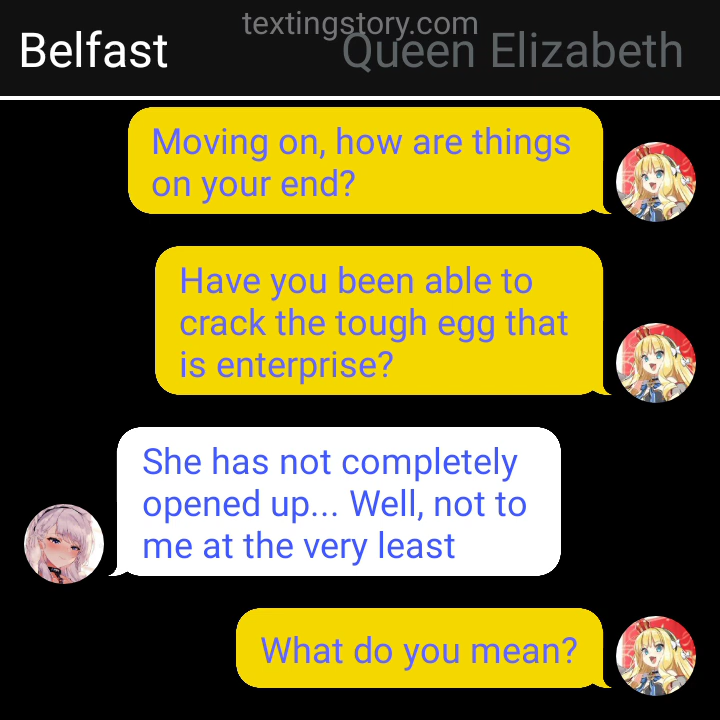 textingstory.com
Belfast
Queen Elizabeth
Moving on, how are things
on your end?
Have you been able to
crack the tough egg that
is enterprise?
She has not completely
opened up... Well, not to
me at the very least
What do you mean?